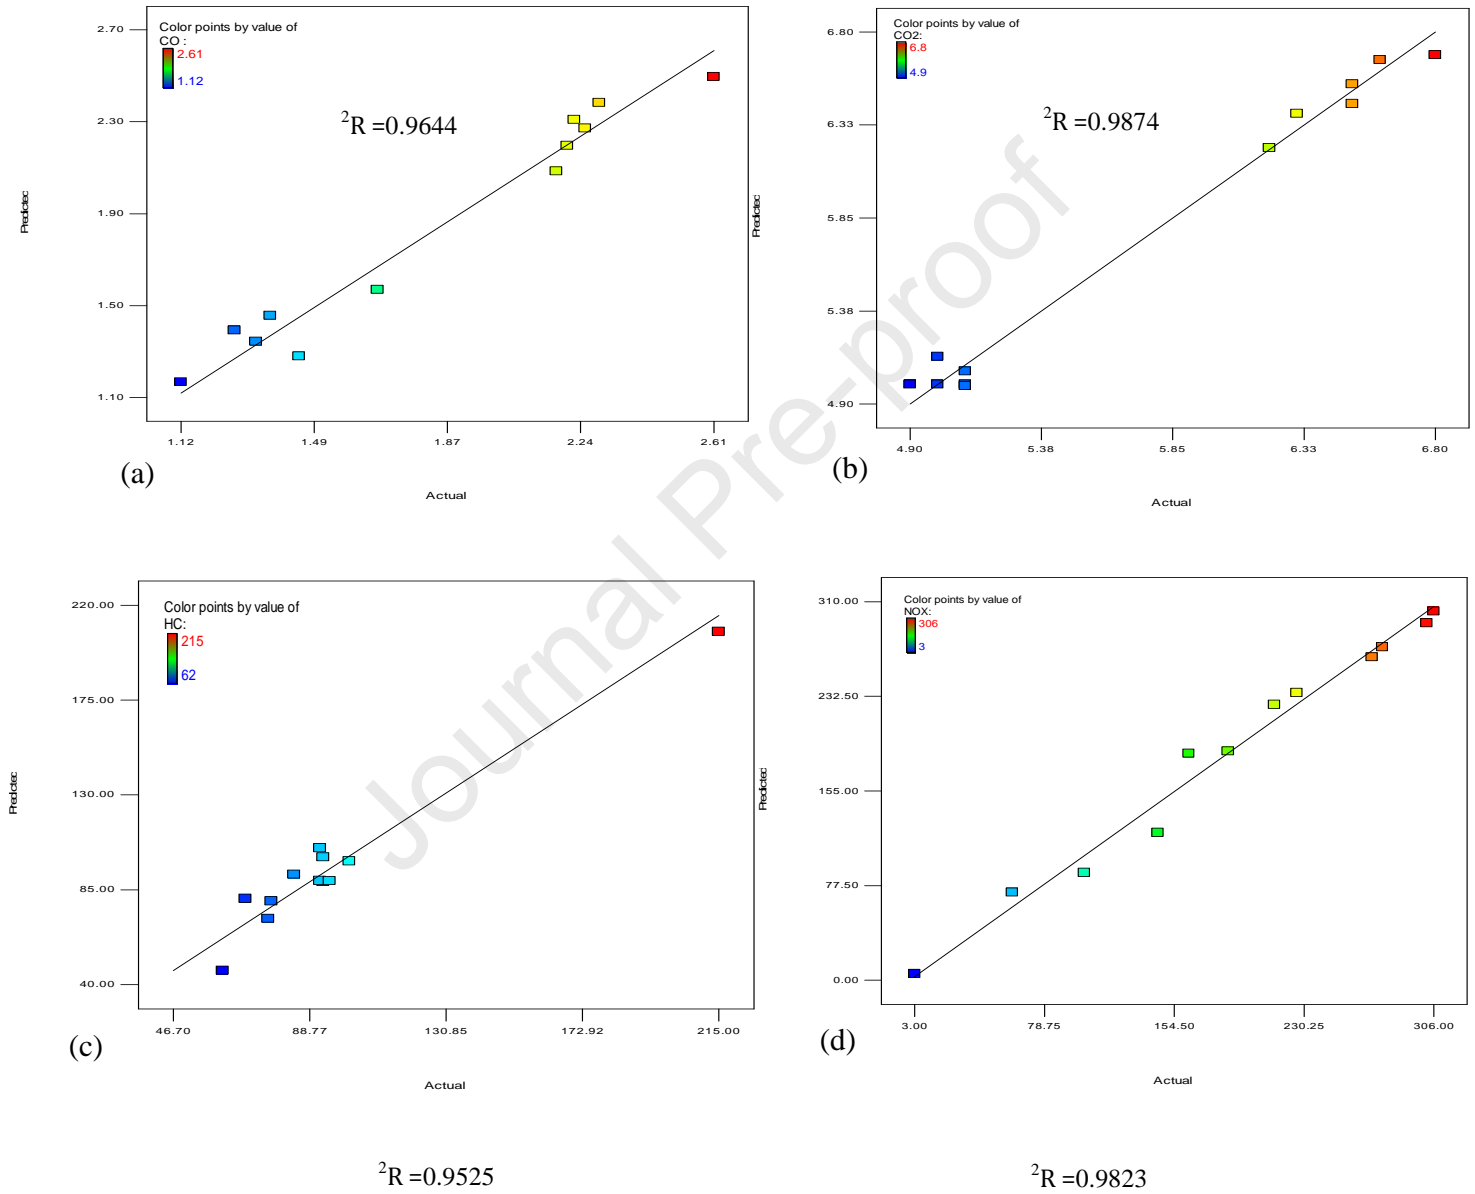 Color points by value of
CO :
2.61
1.12
2R =0.9644
2.70
2.30
1.90
1.50
1.10
Predictec
1.12
1.49
1.87
2.24
2.61
(a)
Actual
Color points by value of
CO2:
6.8
4.9
2R =0.9874
6.80
6.33
5.85
5.38
4.90
Predictec
4.90
5.38
5.85
6.33
6.80
(b)
Actual
Journal Pre-proof
Color points by value of
HC:
215
62
220.00
175.00
130.00
85.00
40.00
Predictec
46.70
88.77
130.85
172.92
215.00
(c)
Actual
2R =0.9525
Color points by value of
NOX:
306
3
310.00
232.50
155.00
77.50
0.00
Predictec
3.00
78.75
154.50
230.25
306.00
(d)
Actual
2R =0.9823